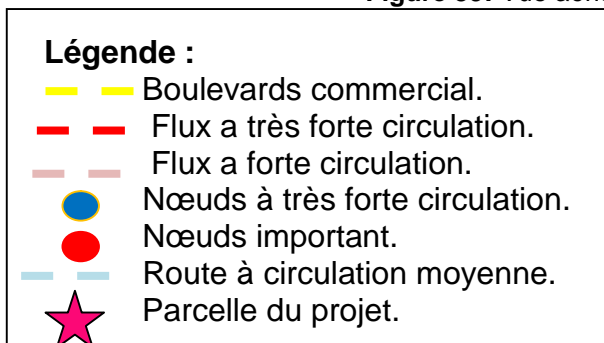 Légende :
Boulevards commercial.
Flux a très forte circulation.
Flux a forte circulation.
Nœuds à très forte circulation.
Nœuds important.
Route à circulation moyenne.
Parcelle du projet.